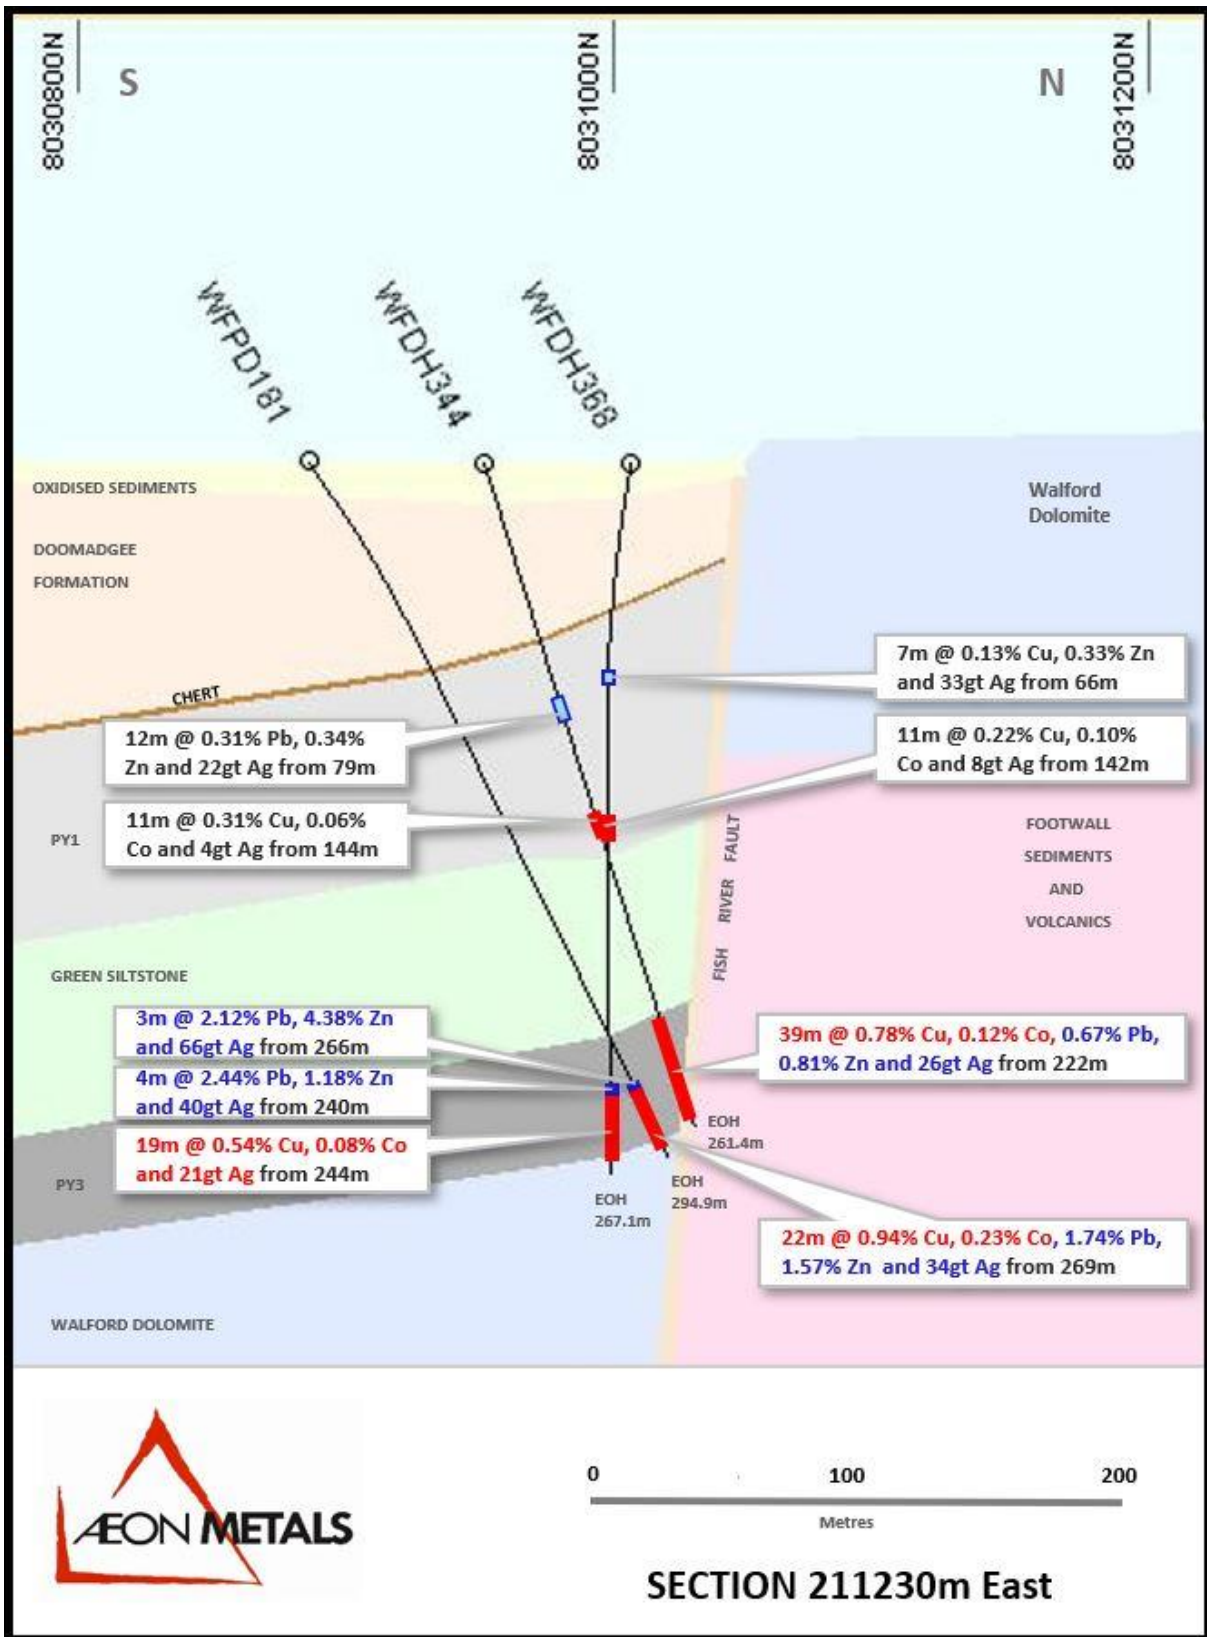 8030800N
S
8031000N
N
8031200N
WFPD181
WFDH344
WFDH368
OXIDISED SEDIMENTS
DOOMADGEE
FORMATION
Walford
Dolomite
CHERT
7m @ 0.13% Cu, 0.33% Zn
and 33gt Ag from 66m
12m @ 0.31% Pb, 0.34%
Zn and 22gt Ag from 79m
11m @ 0.22% Cu, 0.10%
Co and 8gt Ag from 142m
11m @ 0.31% Cu, 0.06%
Co and 4gt Ag from 144m
PY1
FISH RIVER FAULT
FOOTWALL
SEDIMENTS
AND
VOLCANICS
GREEN SILTSTONE
3m @ 2.12% Pb, 4.38% Zn
and 66gt Ag from 266m
4m @ 2.44% Pb, 1.18% Zn
and 40gt Ag from 240m
19m @ 0.54% Cu, 0.08% Co
and 21gt Ag from 244m
39m @ 0.78% Cu, 0.12% Co, 0.67% Pb,
0.81% Zn and 26gt Ag from 222m
EOH
261.4m
PY3
EOH
294.9m
EOH
267.1m
22m @ 0.94% Cu, 0.23% Co, 1.74% Pb,
1.57% Zn and 34gt Ag from 269m
WALFORD DOLOMITE
ÆON METALS
0 100 200
Metres
SECTION 211230m East